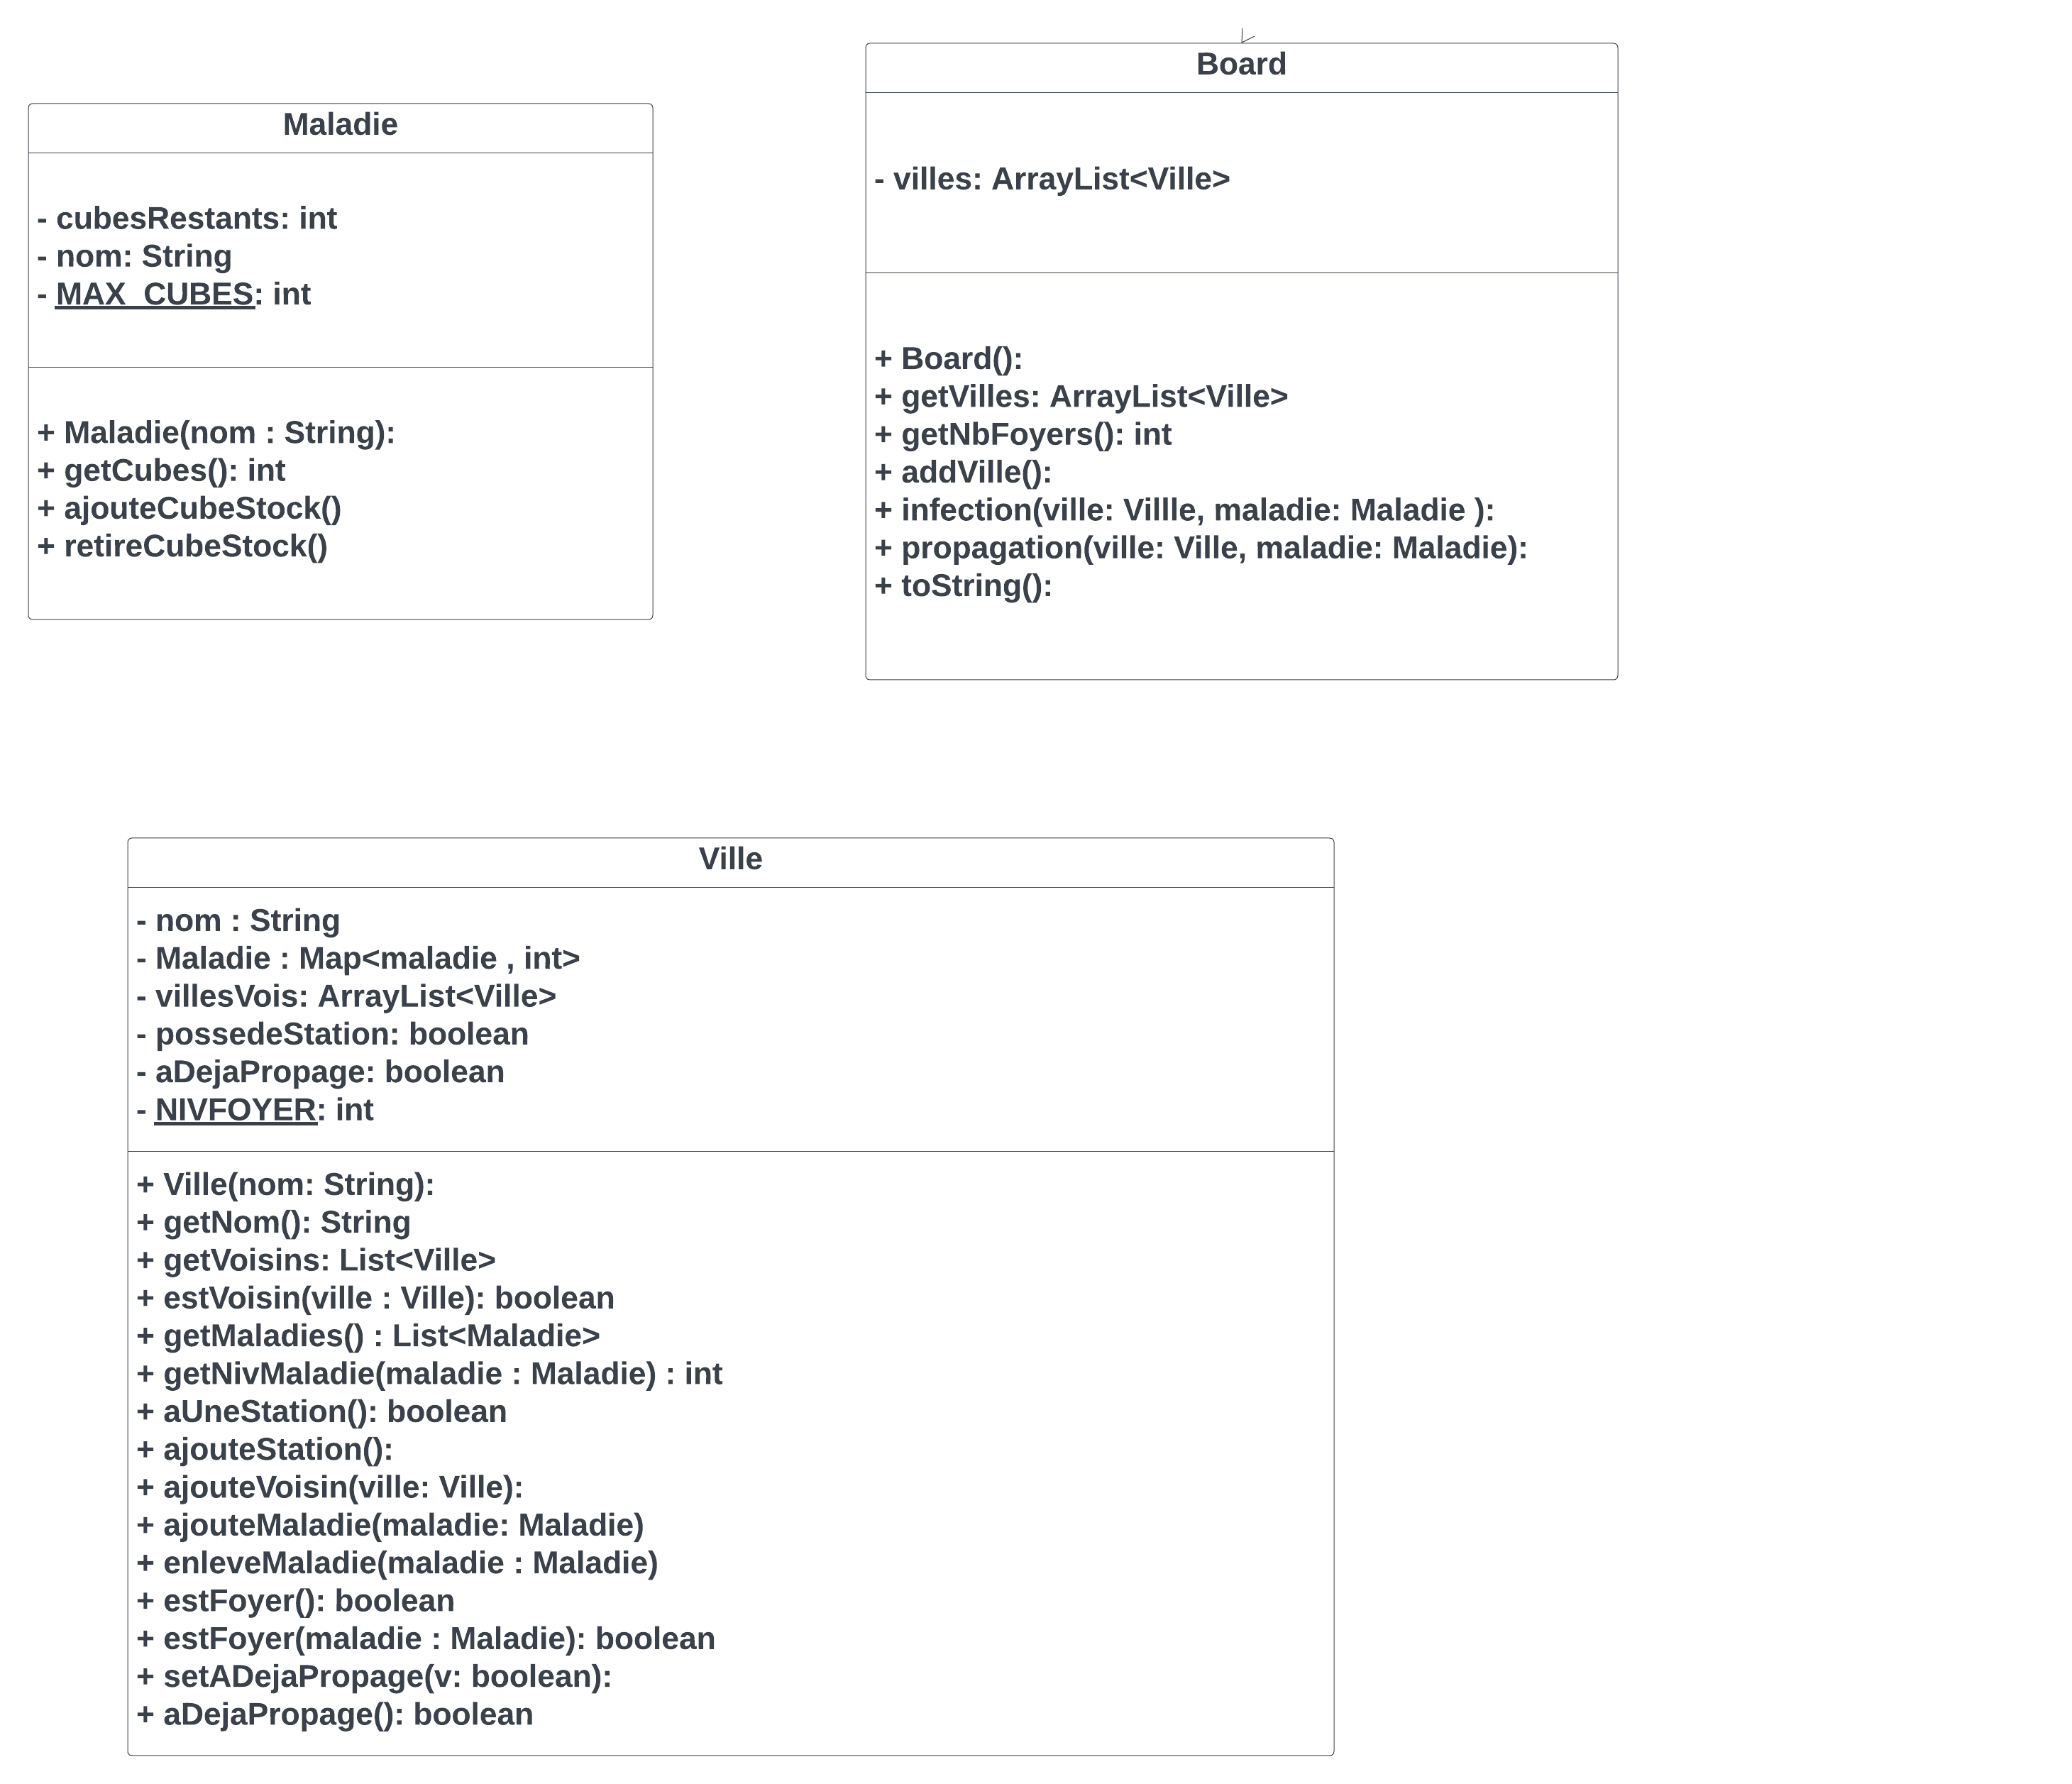 Maladie
- cubesRestants: int
- nom: String
- MAX_CUBES: int
+ Maladie(nom : String):
+ getCubes(): int
+ ajouteCubeStock()
+ retireCubeStock()
Board
- villes: ArrayList<Ville>
+ Board():
+ getVilles: ArrayList<Ville>
+ getNbFoyers(): int
+ addVille():
+ infection(ville: Villle, maladie: Maladie ):
+ propagation(ville: Ville, maladie: Maladie):
+ toString():
Ville
- nom : String
- Maladie : Map<maladie , int>
- villesVois: ArrayList<Ville>
- possedeStation: boolean
- aDejaPropage: boolean
- NIVFOYER: int
+ Ville(nom: String):
+ getNom(): String
+ getVoisins: List<Ville>
+ estVoisin(ville : Ville): boolean
+ getMaladies() : List<Maladie>
+ getNivMaladie(maladie : Maladie) : int
+ aUneStation(): boolean
+ ajouteStation():
+ ajouteVoisin(ville: Ville):
+ ajouteMaladie(maladie: Maladie)
+ enleveMaladie(maladie : Maladie)
+ estFoyer(): boolean
+ estFoyer(maladie : Maladie): boolean
+ setADejaPropage(v: boolean):
+ aDejaPropage(): boolean